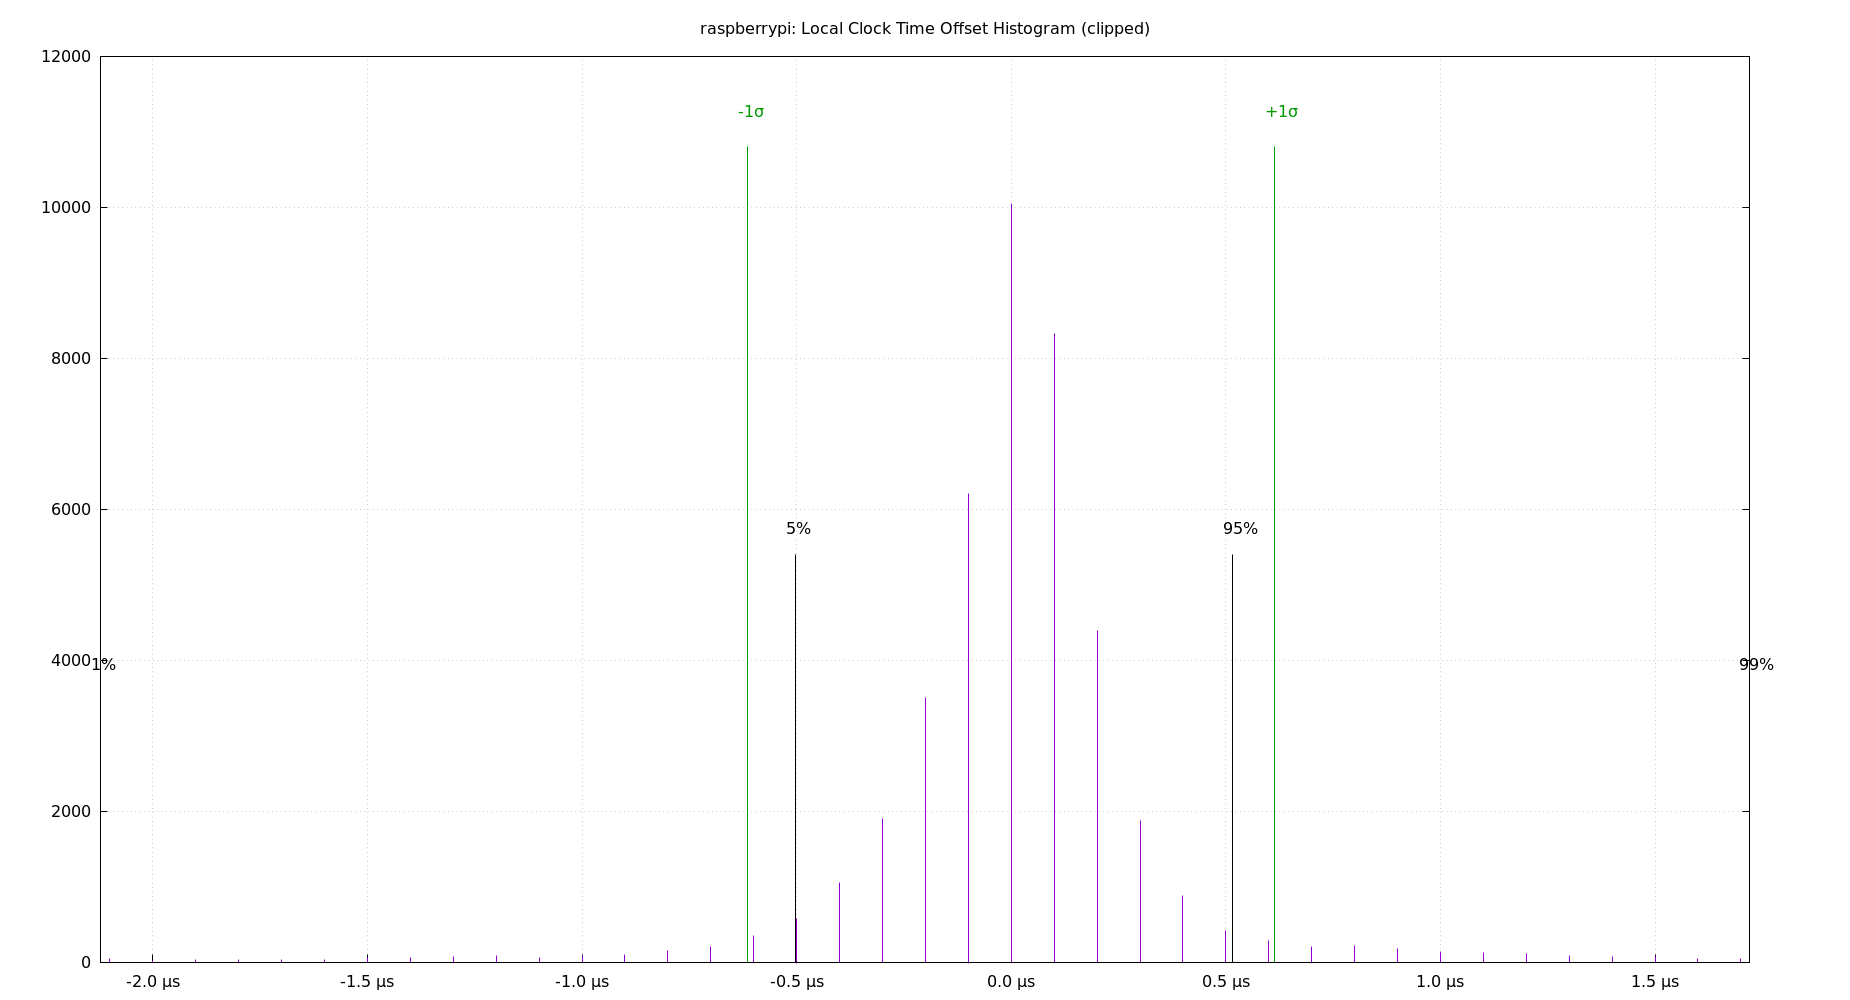 raspberrypi: Local Clock Time Offset Histogram (clipped)
12000
-1σ
+1σ
10000
8000
6000
5%
95%
4000
1%
99%
2000
0
-2.0 µs
-1.5 µs
-1.0 µs
-0.5 µs
0.0 µs
0.5 µs
1.0 µs
1.5 µs